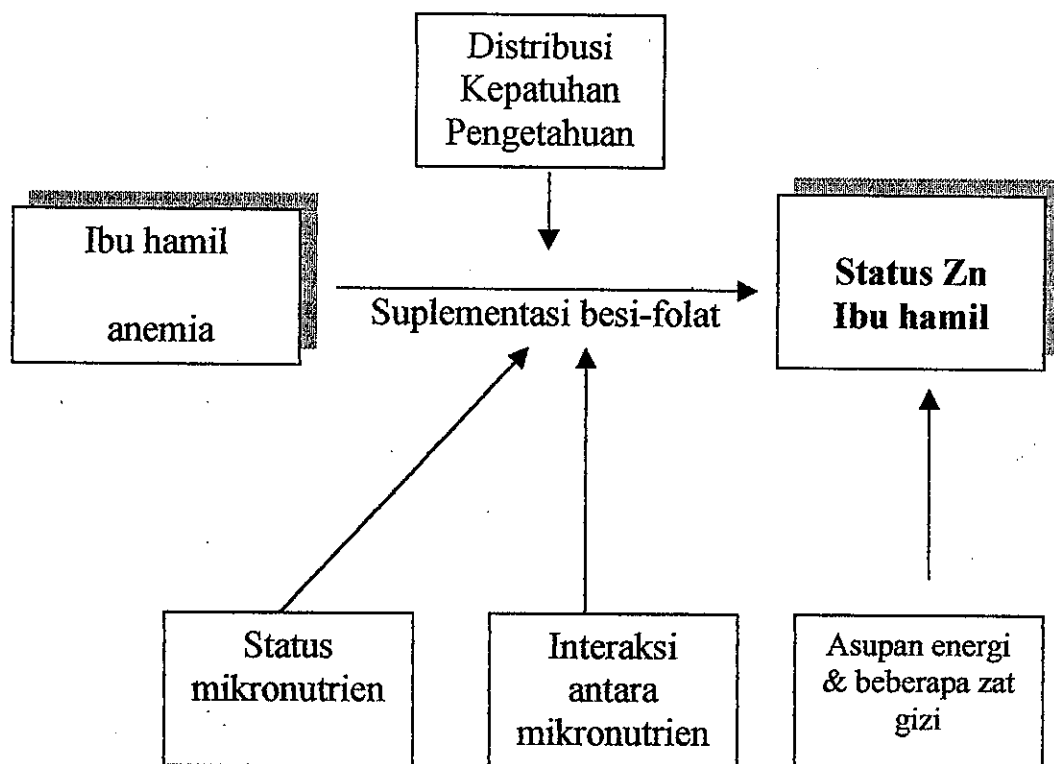 Distribusi
Kepatuhan
Pengetahuan
Ibu hamil
anemia
Suplementasi besi-folat
Status Zn
Ibu hamil
Status
mikronutrien
Interaksi
antara
mikronutrien
Asupan energi
& beberapa zat
gizi